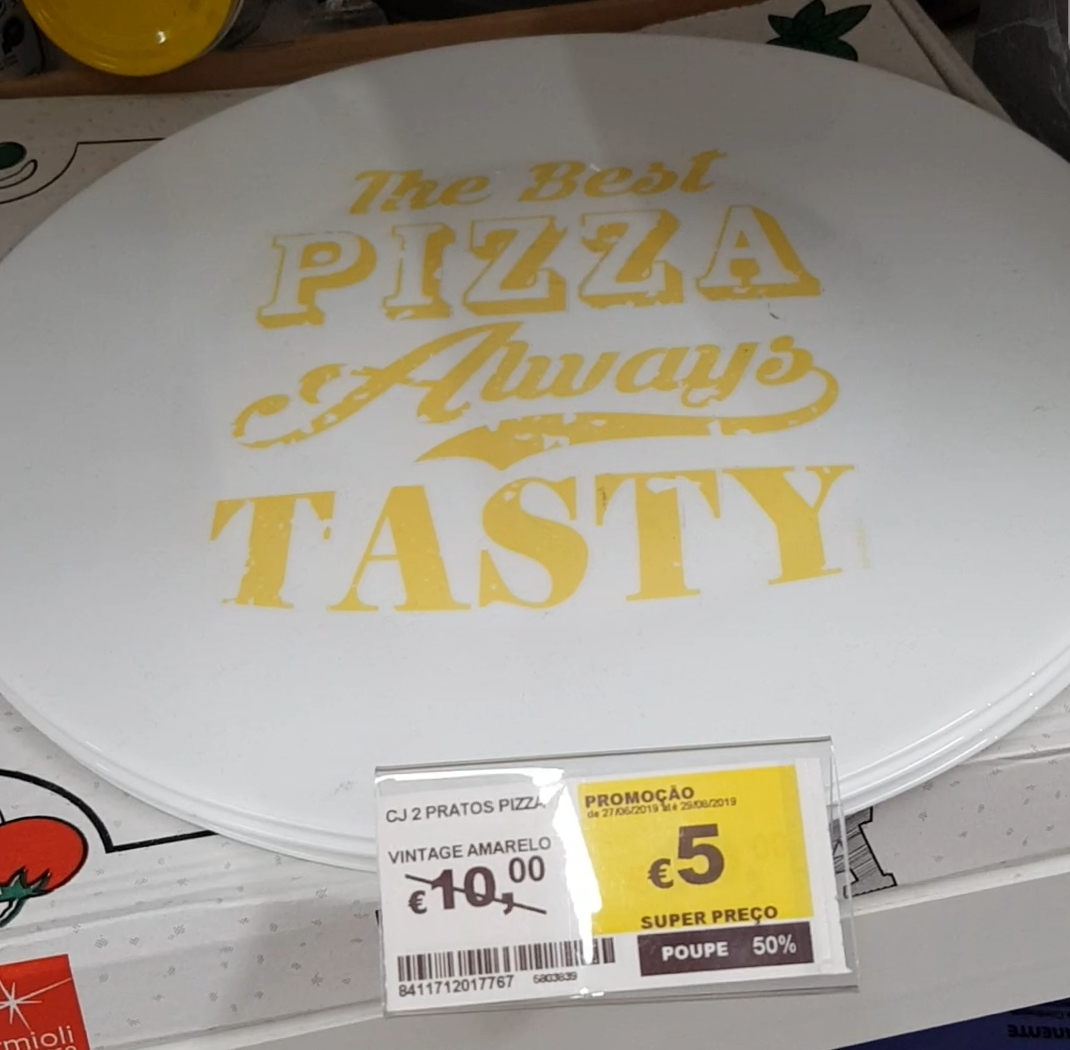 The Best
PIZZA
Always
TASTY
CJ 2 PRATOS PIZZA
VINTAGE AMARELO
€10,00
8411712017767 5803839
PROMOÇÃO
de 27/06/2019 até 29/08/2019
€5
SUPER PREÇO
POUPE 50%